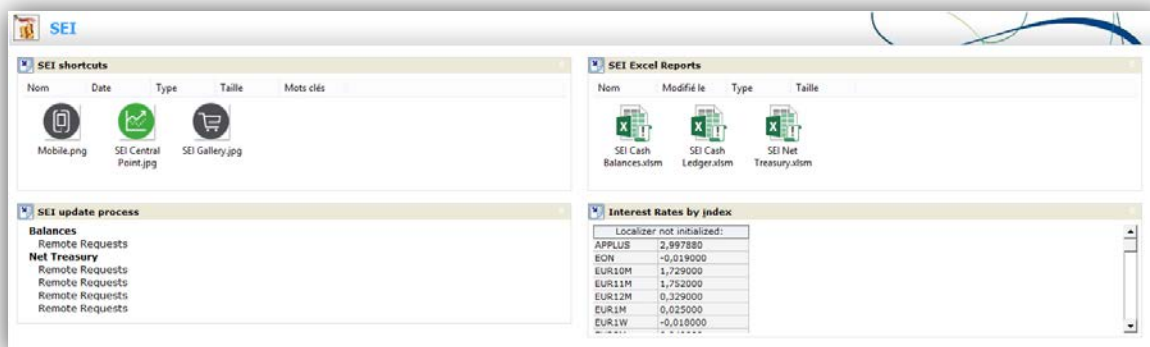 SEI
SEI shortcuts
Nom Date Type Taille Mots clés
Mobile.png
SEI Central
Point.jpg
SEI Gallery.jpg
SEI Excel Reports
Nom Modifié le Type Taille
SEI Cash
Balances.xlsm
SEI Cash
Ledger.xlsm
SEI Net
Treasury.xlsm
SEI update process
Balances
Remote Requests
Net Treasury
Remote Requests
Remote Requests
Remote Requests
Remote Requests
Interest Rates by index
Localizer not initialized:
APPLUS 2,997880
EON -0,019000
EUR10M 1,729000
EUR11M 1,752000
EUR12M 0,329000
EUR1M 0,025000
EUR1W -0,018000